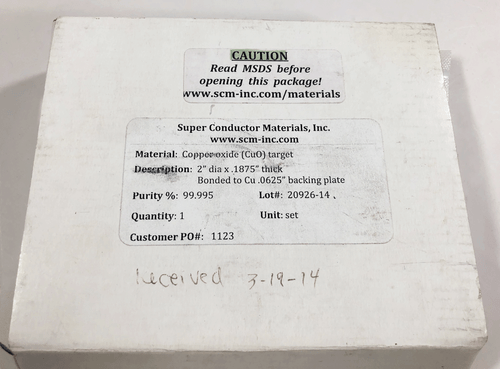 CAUTION
Read MSDS before
opening this package!
www.scm-inc.com/materials
Super Conductor Materials, Inc.
www.scm-inc.com
Material: Copper oxide (CuO) target
Description: 2" dia x .1875" thick
Bonded to Cu .0625" backing plate
Purity %: 99.995 Lot#: 20926-14
Quantity: 1 Unit: set
Customer PO#: 1123
received 3-19-14